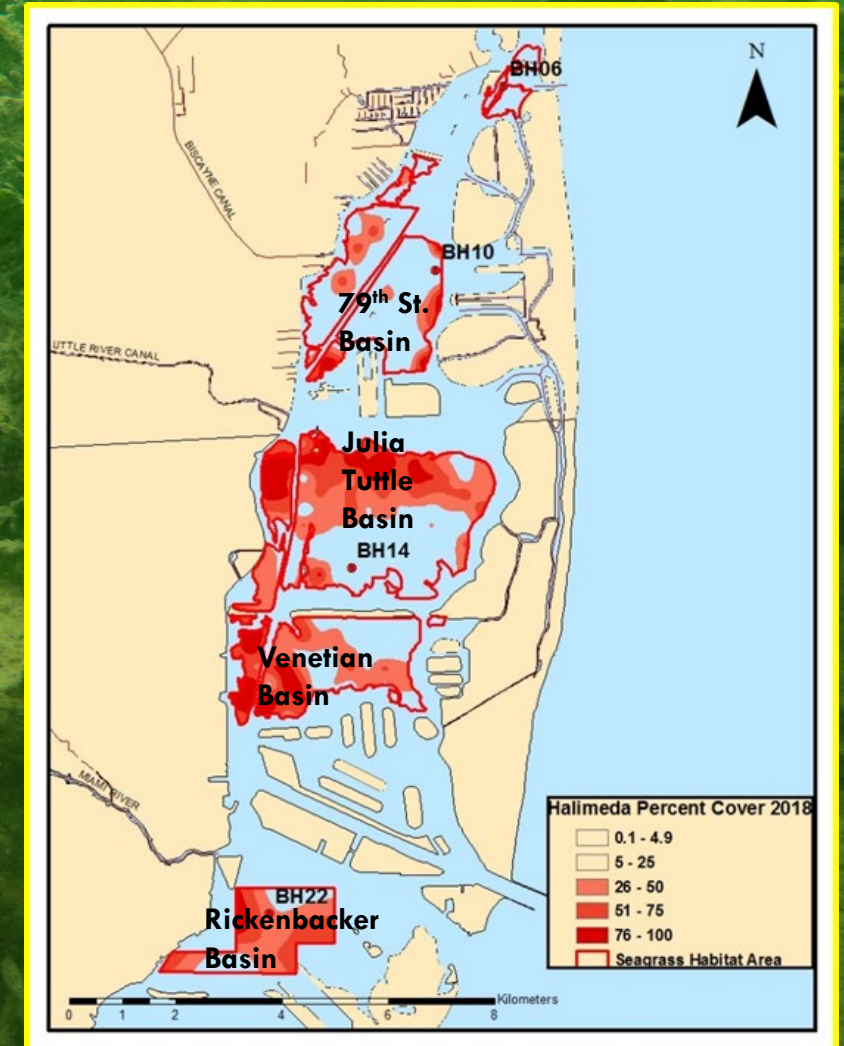 N
BH06
BISCAYNE CANAL
BH10
79th St.
Basin
UTTLE RIVER CANAL
Julia
Tuttle
Basin
BH14
Venetian
Basin
MIAMI RIVER
Halimeda Percent Cover 2018
0.1 - 4.9
5 - 25
26 - 50
51 - 75
76 - 100
Seagrass Habitat Area
BH22
Rickenbacker
Basin
Kilometers
0 1 2 4 6 8